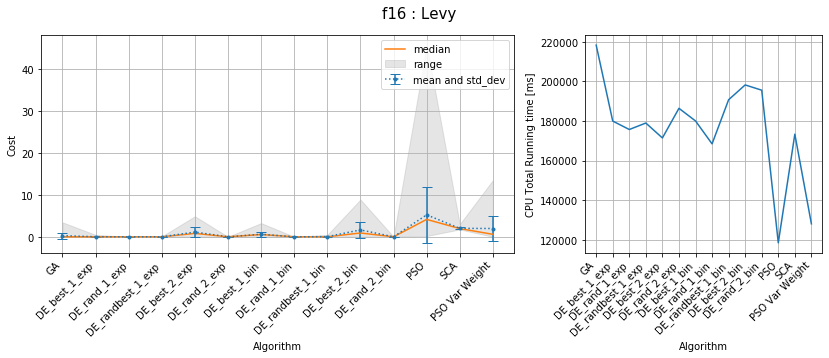 f16 : Levy
median
range
mean and std_dev
Cost
40
30
20
10
0
GA
DE_best_1_exp
DE_rand_1_exp
DE_randbest_1_exp
DE_best_2_exp
DE_rand_2_exp
DE_best_1_bin
DE_rand_1_bin
DE_randbest_1_bin
DE_best_2_bin
DE_rand_2_bin
PSO
SCA
PSO Var Weight
Algorithm
CPU Total Running time [ms]
220000
200000
180000
160000
140000
120000
GA
DE_best_1_exp
DE_rand_1_exp
DE_randbest_1_exp
DE_best_2_exp
DE_rand_2_exp
DE_best_1_bin
DE_rand_1_bin
DE_randbest_1_bin
DE_best_2_bin
DE_rand_2_bin
PSO
SCA
PSO Var Weight
Algorithm